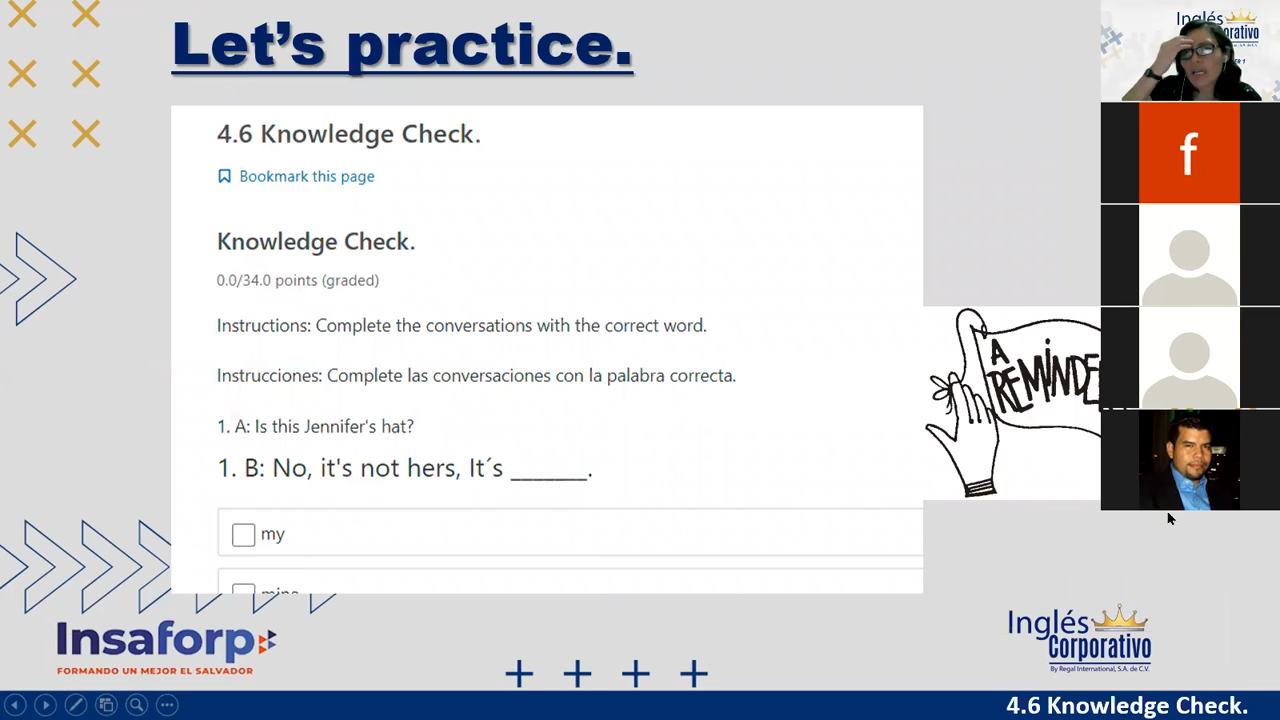 Let's practice.
4.6 Knowledge Check.
Bookmark this page
Knowledge Check.
0.0/34.0 points (graded)
Instructions: Complete the conversations with the correct word.
Instrucciones: Complete las conversaciones con la palabra correcta.
1. A: Is this Jennifer's hat?
1. B: No, it's not hers, It´s _______.
my
A
Inglés
f
Insaforp
FORMANDO UN MEJOR EL SALVADOR
Inglés
Corporativo
By Regal International, S.A. de C.V.
4.6 Knowledge Check.